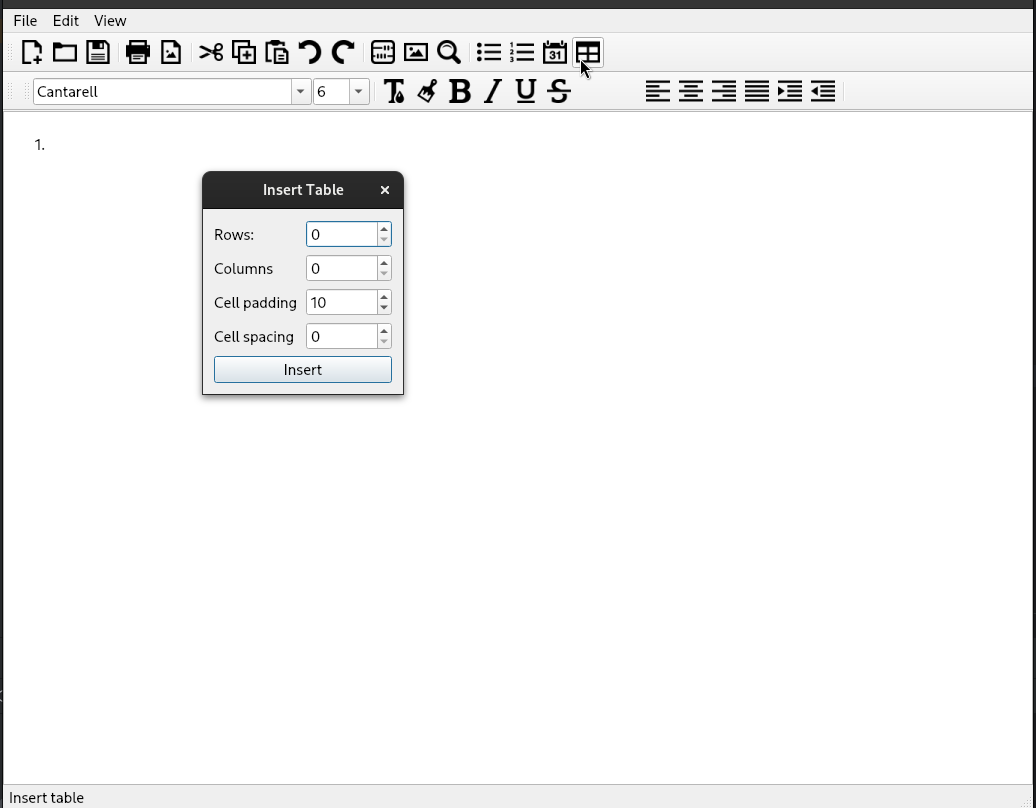 File Edit View
31
Cantarell 6 T B I U S
1.
Insert Table
Rows: 0
Columns 0
Cell padding 10
Cell spacing 0
Insert
Insert table